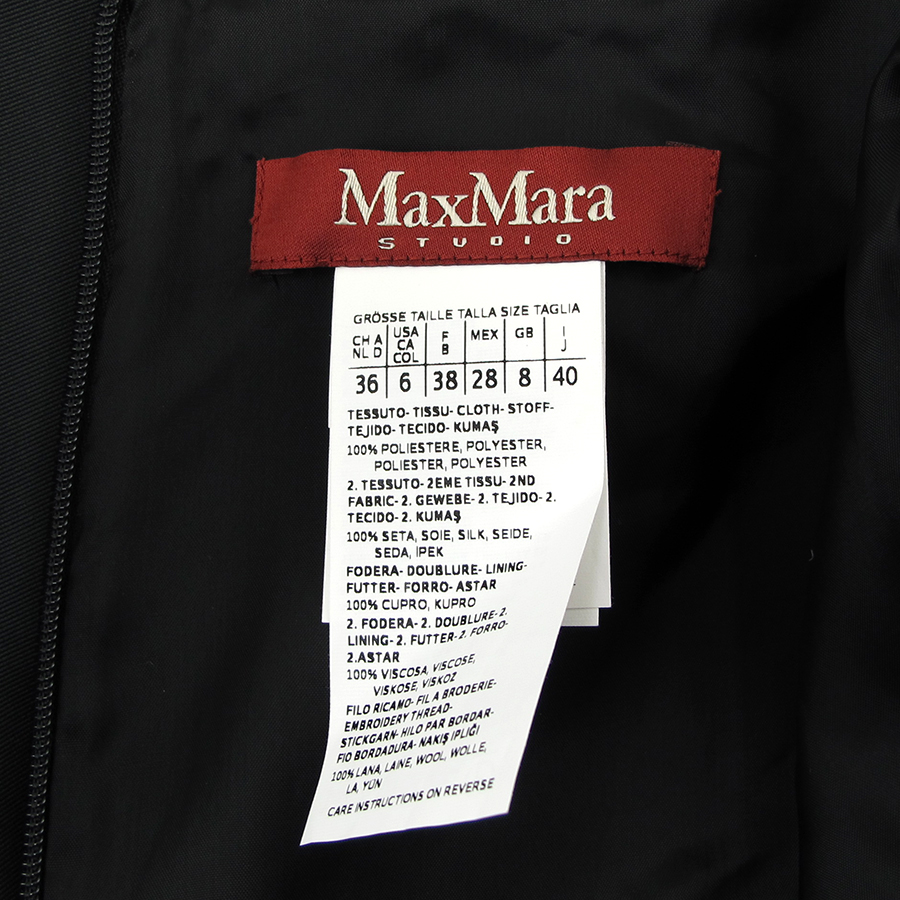 MaxMara
STUDIO
GRÖSSE TAILLE TALLA SIZE TAGLIA
CH A NL D | USA CA COL | F B | MEX | GB | I J
36 | 6 | 38 | 28 | 8 | 40
TESSUTO- TISSU- CLOTH- STOFF-
TEJIDO- TECIDO- KUMAŞ
100% POLIESTERE, POLYESTER,
POLIESTER, POLYESTER
2. TESSUTO- 2EME TISSU- 2ND
FABRIC- 2. GEWEBE- 2. TEJIDO- 2.
TECIDO- 2. KUMAŞ
100% SETA, SOIE, SILK, SEIDE,
SEDA, IPEK
FODERA- DOUBLURE- LINING-
FUTTER- FORRO- ASTAR
100% CUPRO, KUPRO
2. FODERA- 2. DOUBLURE- 2.
LINING- 2. FUTTER- 2. FORRO-
2.ASTAR
100% VISCOSA, VISCOSE,
VISKOSE, VISKOZ
FILO RICAMO- FIL A BRODERIE-
EMBROIDERY THREAD-
STICKGARN- HILO PAR BORDAR-
FIO BORDADURA- NAKIŞ IPLIĞI
100% LANA, LAINE, WOOL, WOLLE,
LA, YÜN
CARE INSTRUCTIONS ON REVERSE